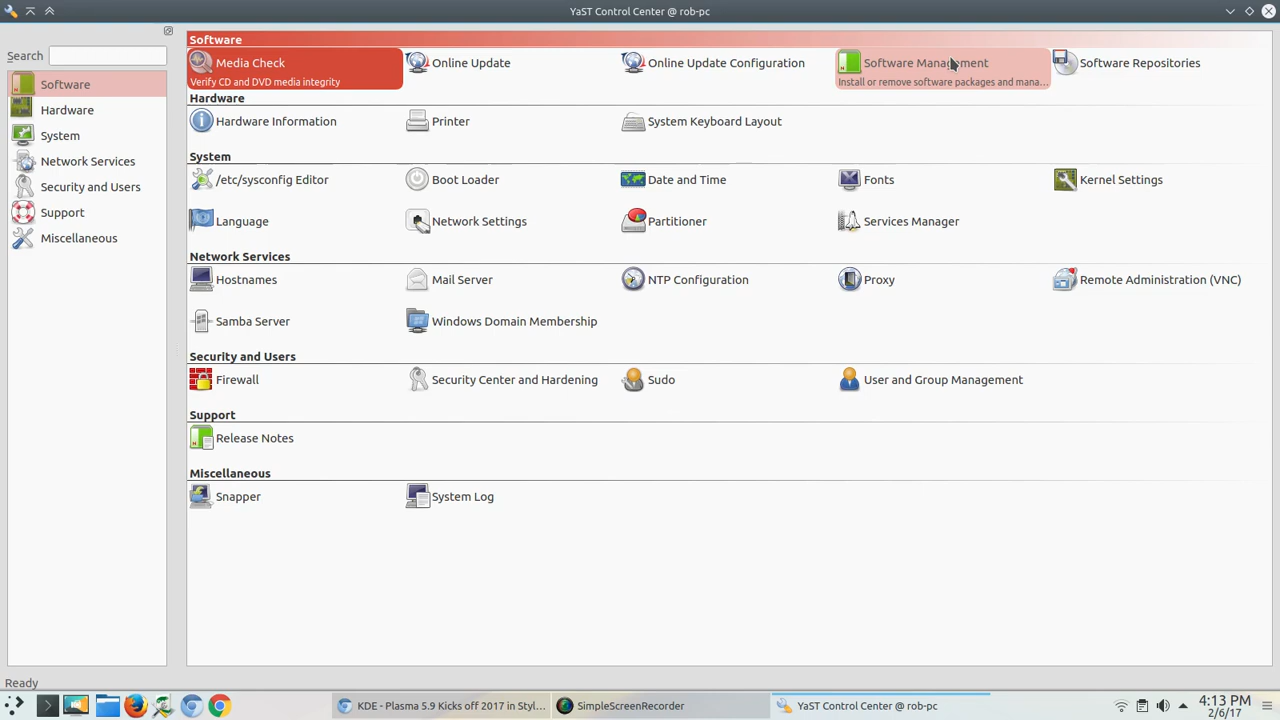 YaST Control Center @ rob-pc
Search
Software
Hardware
System
Network Services
Security and Users
Support
Miscellaneous
Software
Media Check
Verify CD and DVD media integrity
Online Update
Online Update Configuration
Software Management
Install or remove software packages and mana...
Software Repositories
Hardware
Hardware Information
Printer
System Keyboard Layout
System
/etc/sysconfig Editor
Boot Loader
Date and Time
Fonts
Kernel Settings
Language
Network Settings
Partitioner
Services Manager
Network Services
Hostnames
Mail Server
NTP Configuration
Proxy
Remote Administration (VNC)
Samba Server
Windows Domain Membership
Security and Users
Firewall
Security Center and Hardening
Sudo
User and Group Management
Support
Release Notes
Miscellaneous
Snapper
System Log
Ready
KDE - Plasma 5.9 Kicks off 2017 in Styl...
SimpleScreenRecorder
YaST Control Center @ rob-pc
4:13 PM
2/6/17